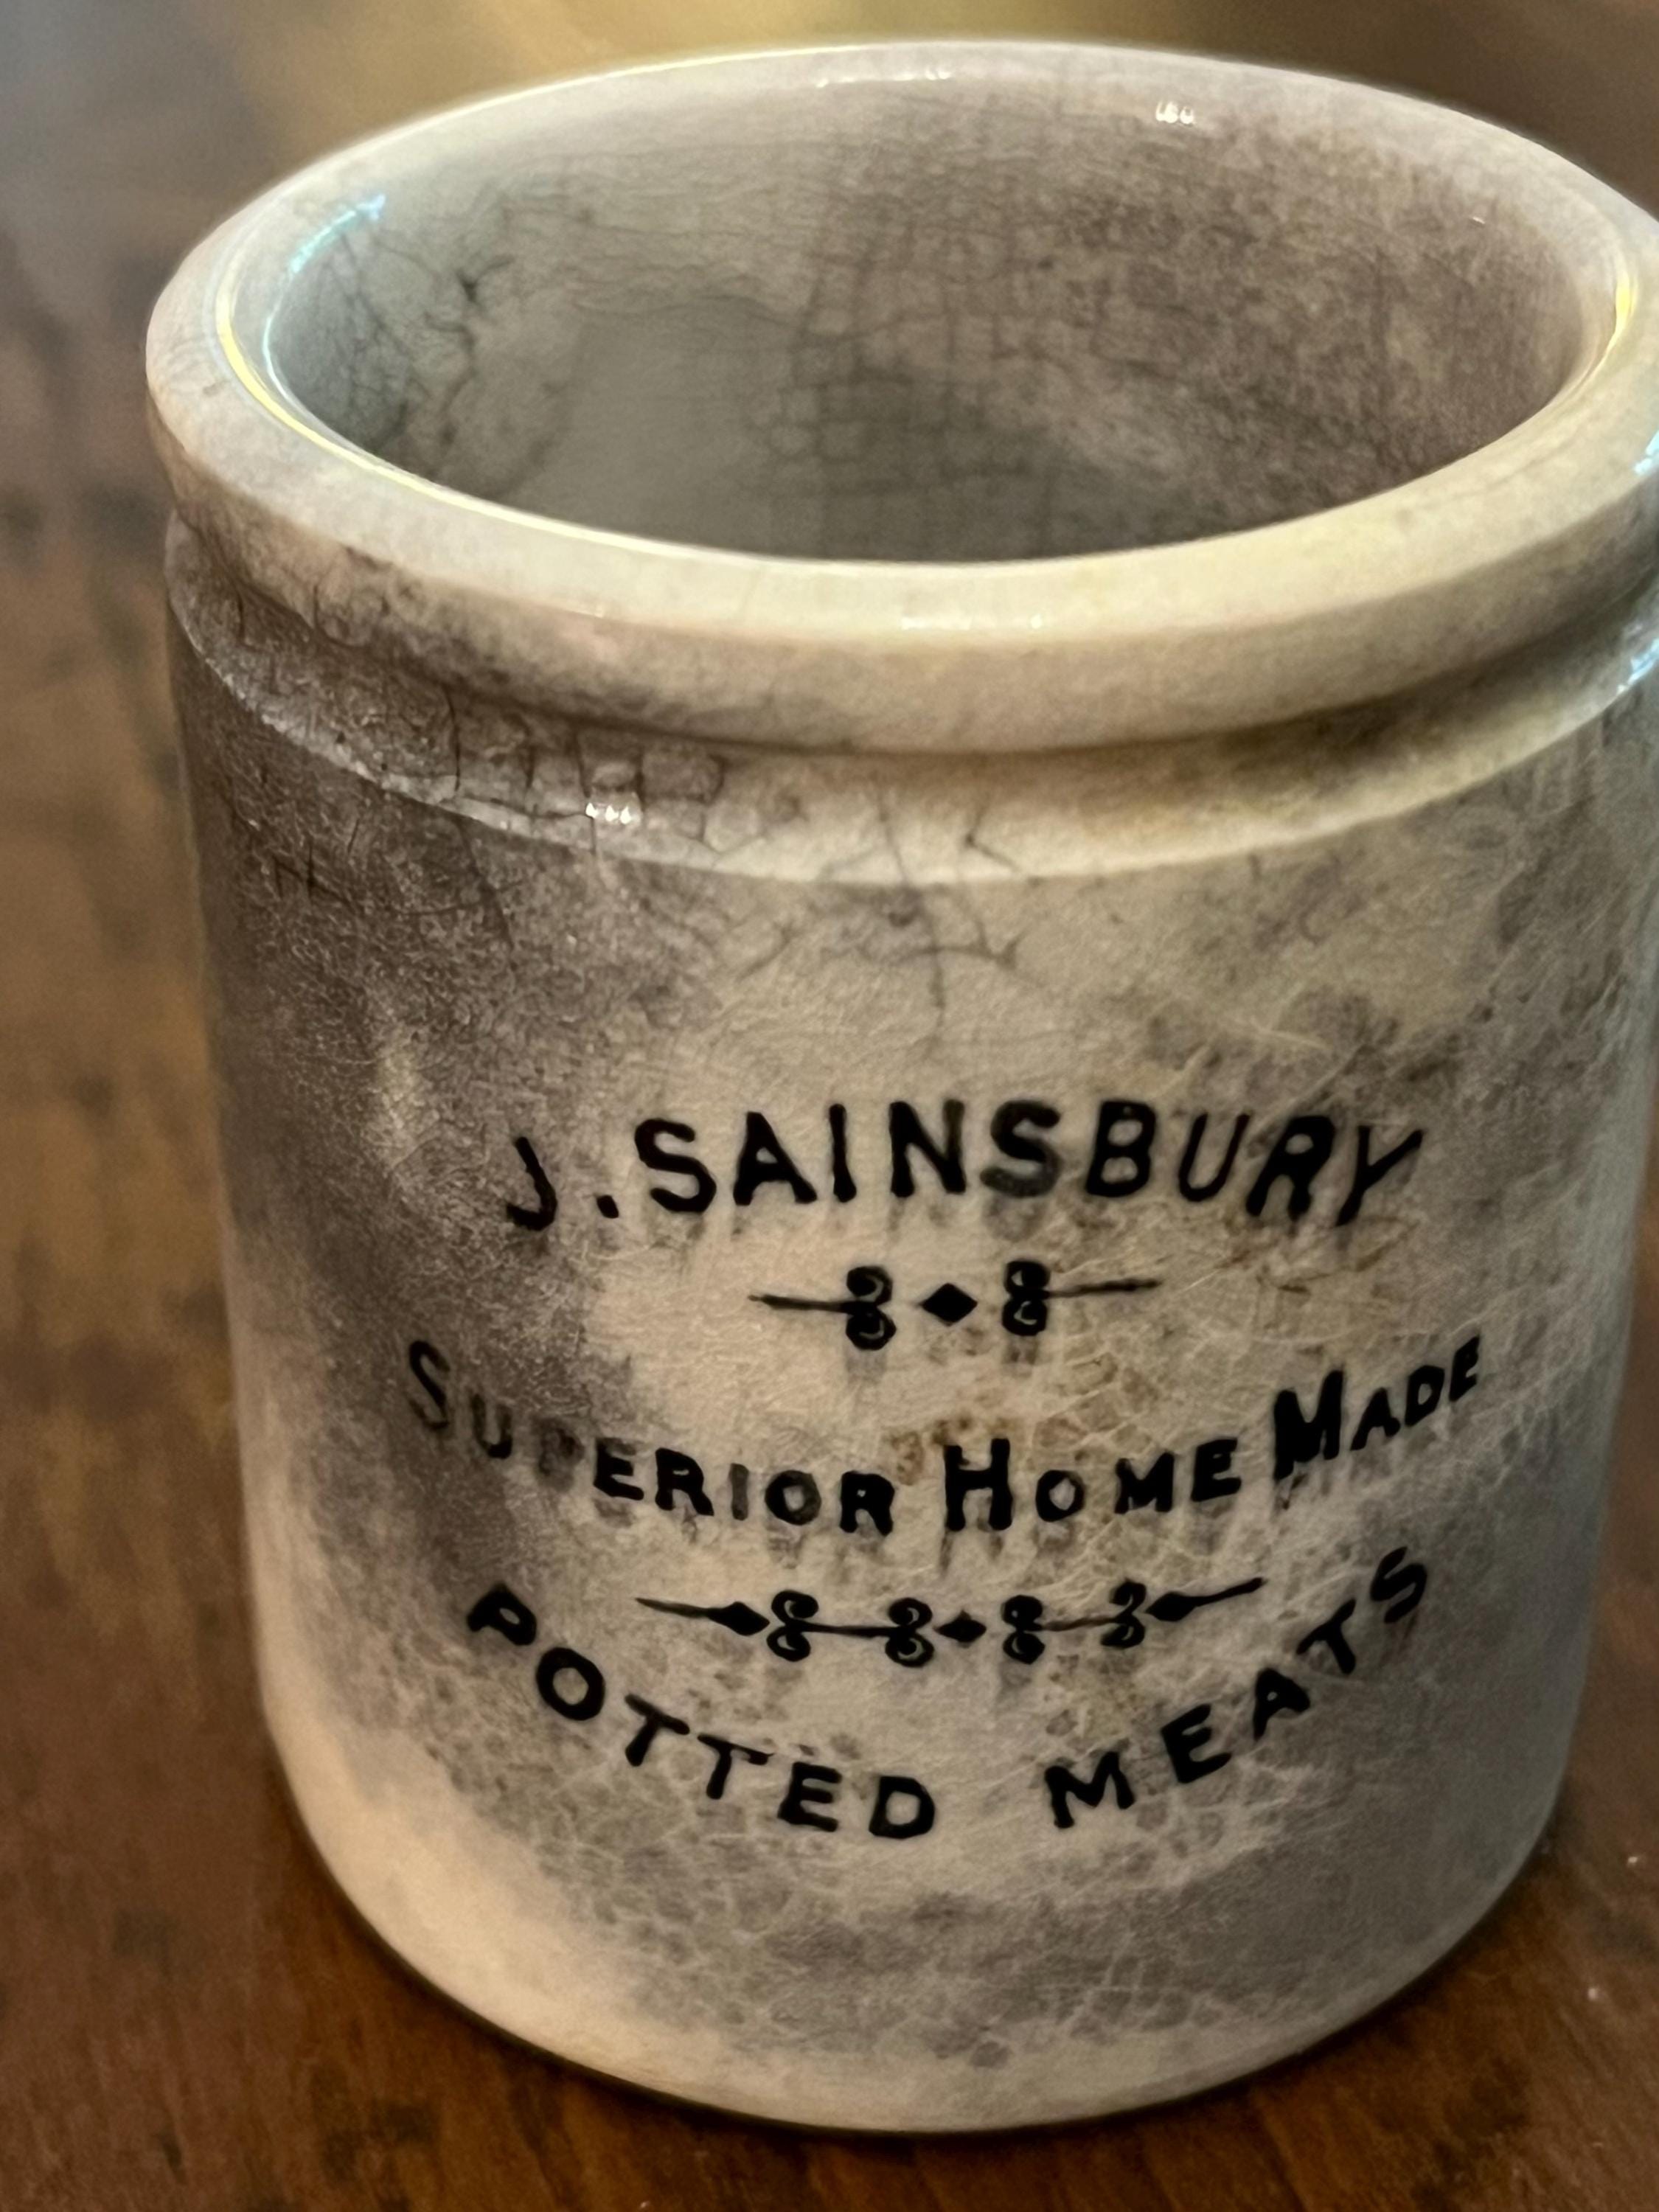 J. SAINSBURY
SUPERIOR HOME MADE
POTTED MEATS